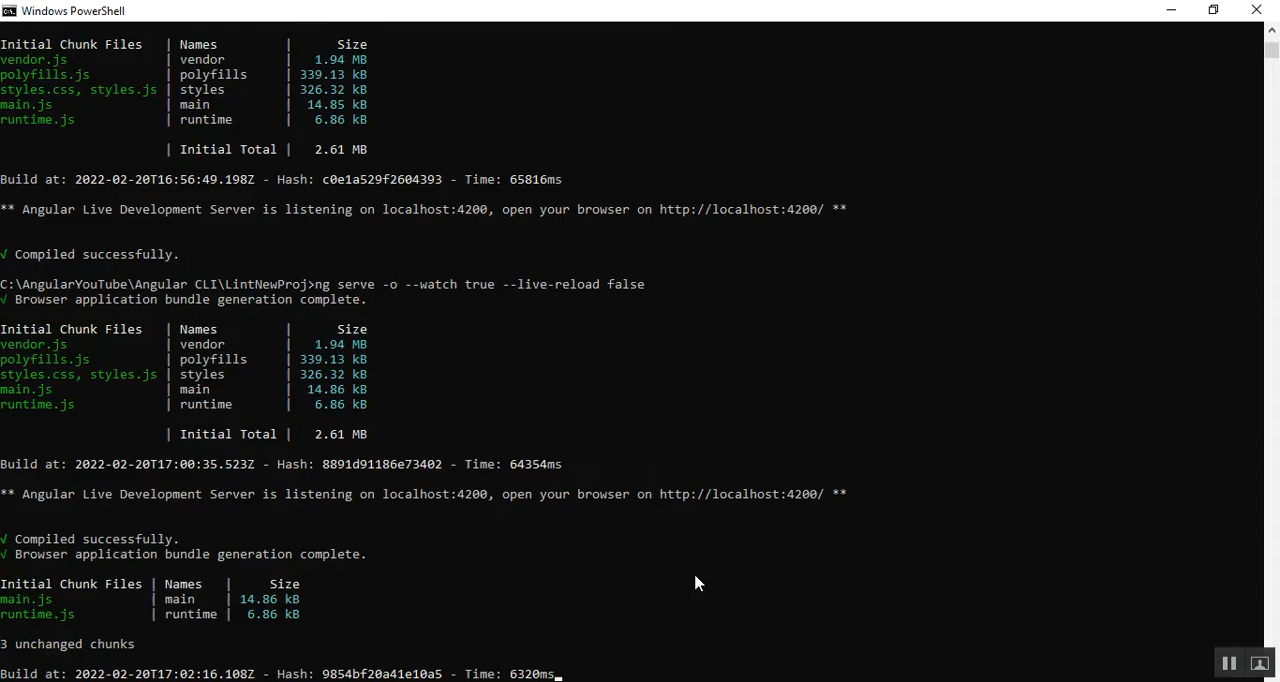 Windows PowerShell
Initial Chunk Files | Names | Size
vendor.js | vendor | 1.94 MB
polyfills.js | polyfills | 339.13 kB
styles.css, styles.js | styles | 326.32 kB
main.js | main | 14.85 kB
runtime.js | runtime | 6.86 kB
| Initial Total | 2.61 MB
Build at: 2022-02-20T16:56:49.198Z - Hash: c0e1a529f2604393 - Time: 65816ms
** Angular Live Development Server is listening on localhost:4200, open your browser on http://localhost:4200/ **
√ Compiled successfully.
C:\AngularYouTube\Angular CLI\LintNewProj>ng serve -o --watch true --live-reload false
√ Browser application bundle generation complete.
Initial Chunk Files | Names | Size
vendor.js | vendor | 1.94 MB
polyfills.js | polyfills | 339.13 kB
styles.css, styles.js | styles | 326.32 kB
main.js | main | 14.86 kB
runtime.js | runtime | 6.86 kB
| Initial Total | 2.61 MB
Build at: 2022-02-20T17:00:35.523Z - Hash: 8891d91186e73402 - Time: 64354ms
** Angular Live Development Server is listening on localhost:4200, open your browser on http://localhost:4200/ **
√ Compiled successfully.
√ Browser application bundle generation complete.
Initial Chunk Files | Names | Size
main.js | main | 14.86 kB
runtime.js | runtime | 6.86 kB
3 unchanged chunks
Build at: 2022-02-20T17:02:16.108Z - Hash: 9854bf20a41e10a5 - Time: 6320ms